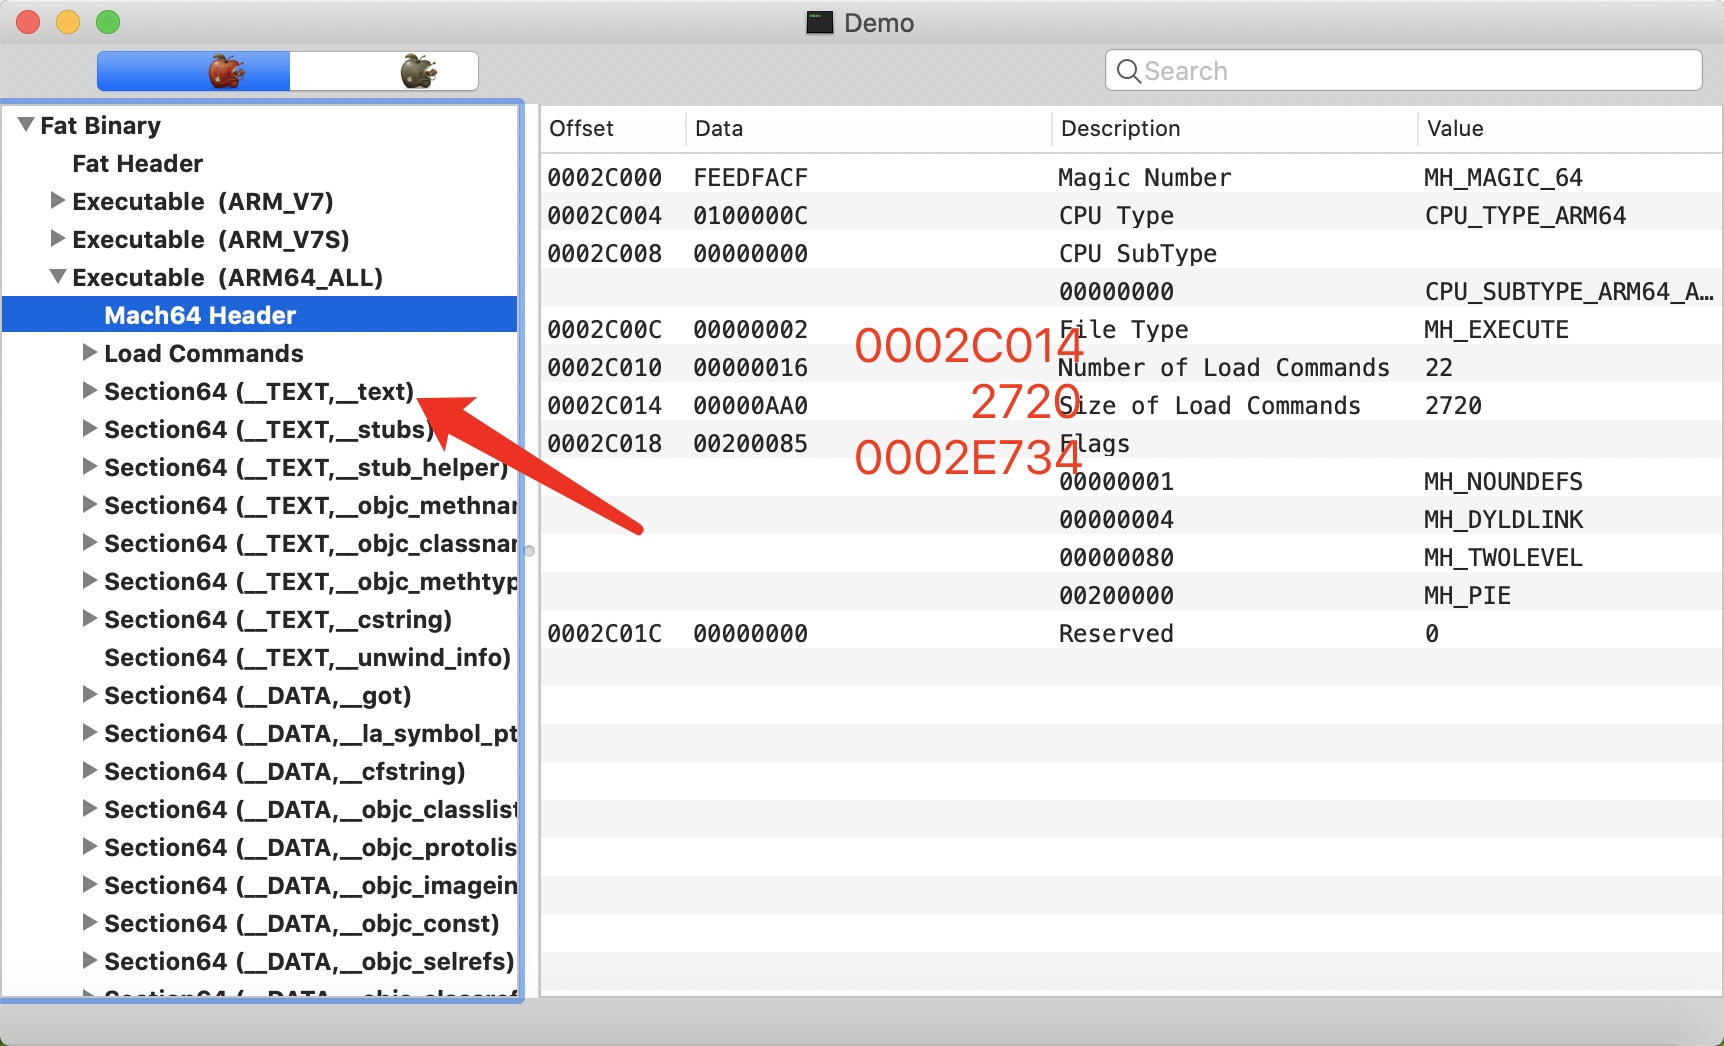 Demo
Search
Fat Binary
Fat Header
Executable (ARM_V7)
Executable (ARM_V7S)
Executable (ARM64_ALL)
Mach64 Header
Load Commands
Section64 (__TEXT,__text)
Section64 (__TEXT,__stubs)
Section64 (__TEXT,__stub_helper)
Section64 (__TEXT,__objc_methnar
Section64 (__TEXT,__objc_classnar
Section64 (__TEXT,__objc_methtyp
Section64 (__TEXT,__cstring)
Section64 (__TEXT,__unwind_info)
Section64 (__DATA,__got)
Section64 (__DATA,__la_symbol_pt
Section64 (__DATA,__cfstring)
Section64 (__DATA,__objc_classlist
Section64 (__DATA,__objc_protolis
Section64 (__DATA,__objc_imagein
Section64 (__DATA,__objc_const)
Section64 (__DATA,__objc_selrefs)
Offset Data Description Value
0002C000 FEEDFACF Magic Number MH_MAGIC_64
0002C004 0100000C CPU Type CPU_TYPE_ARM64
0002C008 00000000 CPU SubType
00000000 CPU_SUBTYPE_ARM64_A...
0002C00C 00000002 File Type MH_EXECUTE
0002C010 00000016 Number of Load Commands 22
0002C014 00000AA0 Size of Load Commands 2720
0002C018 00200085 Flags
00000001 MH_NOUNDEFS
00000004 MH_DYLDLINK
00000080 MH_TWOLEVEL
00200000 MH_PIE
0002C01C 00000000 Reserved 0
0002C014
2720
0002E734